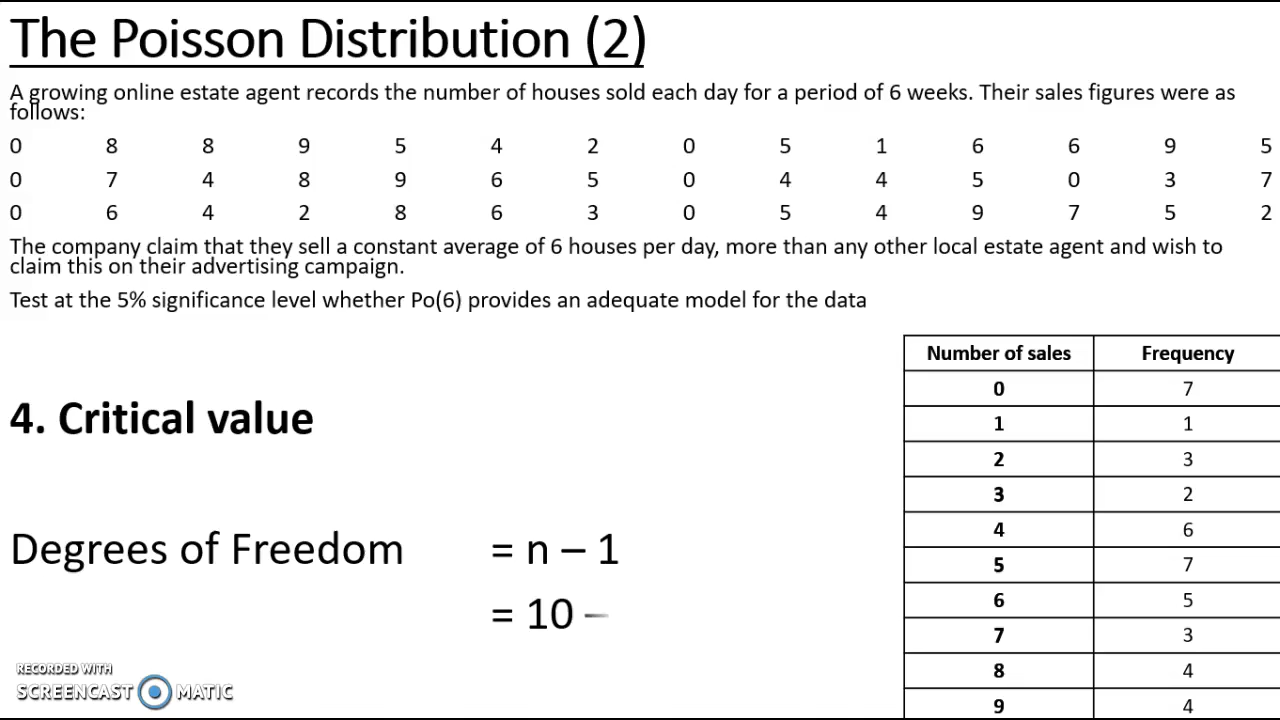 The Poisson Distribution (2)
A growing online estate agent records the number of houses sold each day for a period of 6 weeks. Their sales figures were as
follows:
0 8 8 9 5 4 2 0 5 1 6 6 9 5
0 7 4 8 9 6 5 0 4 4 5 0 3 7
0 6 4 2 8 6 3 0 5 4 9 7 5 2
The company claim that they sell a constant average of 6 houses per day, more than any other local estate agent and wish to
claim this on their advertising campaign.
Test at the 5% significance level whether Po(6) provides an adequate model for the data
4. Critical value
Degrees of Freedom = n – 1
= 10 –
Number of sales Frequency
0 7
1 1
2 3
3 2
4 6
5 7
6 5
7 3
8 4
9 4
RECORDED WITH
SCREENCAST MATIC